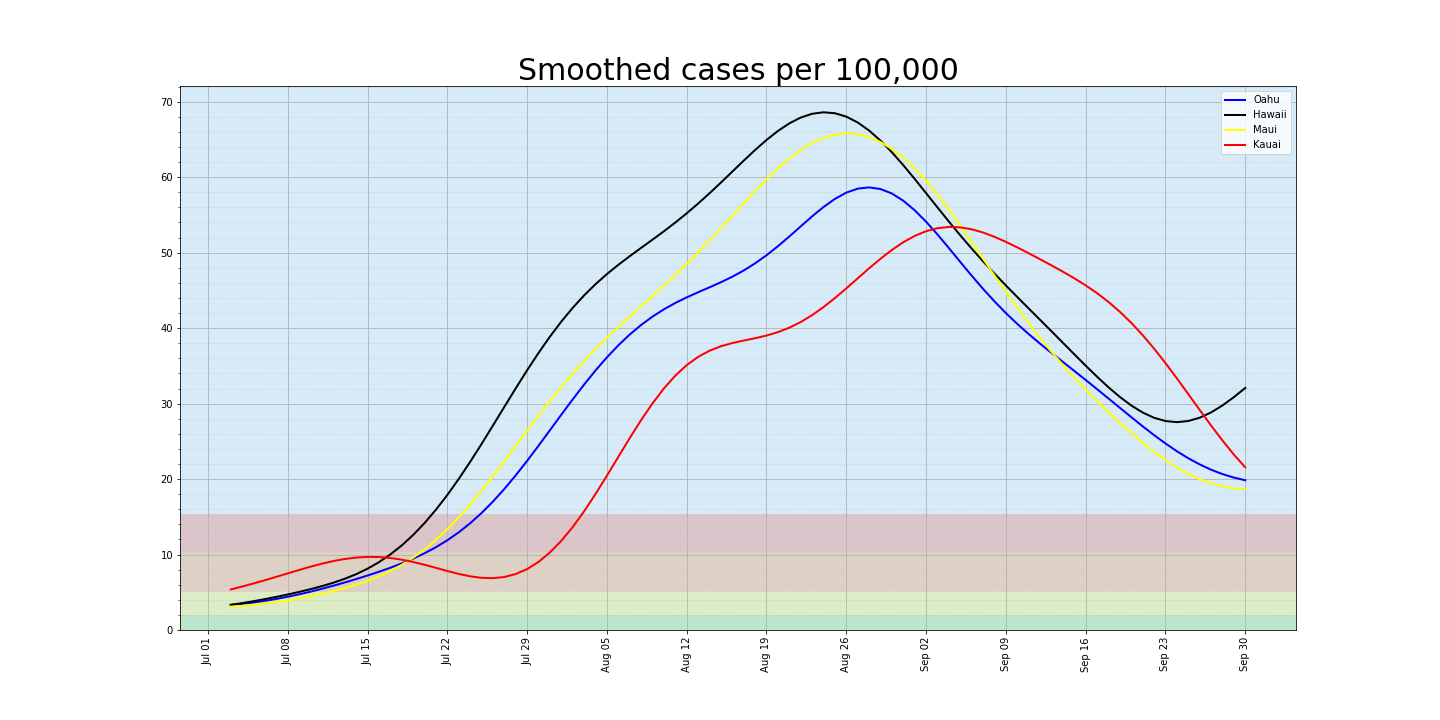 Smoothed cases per 100,000
Oahu
Hawaii
Maui
Kauai
70
60
50
40
30
20
10
0
Jul 01
Jul 08
Jul 15
Jul 22
Jul 29
Aug 05
Aug 12
Aug 19
Aug 26
Sep 02
Sep 09
Sep 16
Sep 23
Sep 30